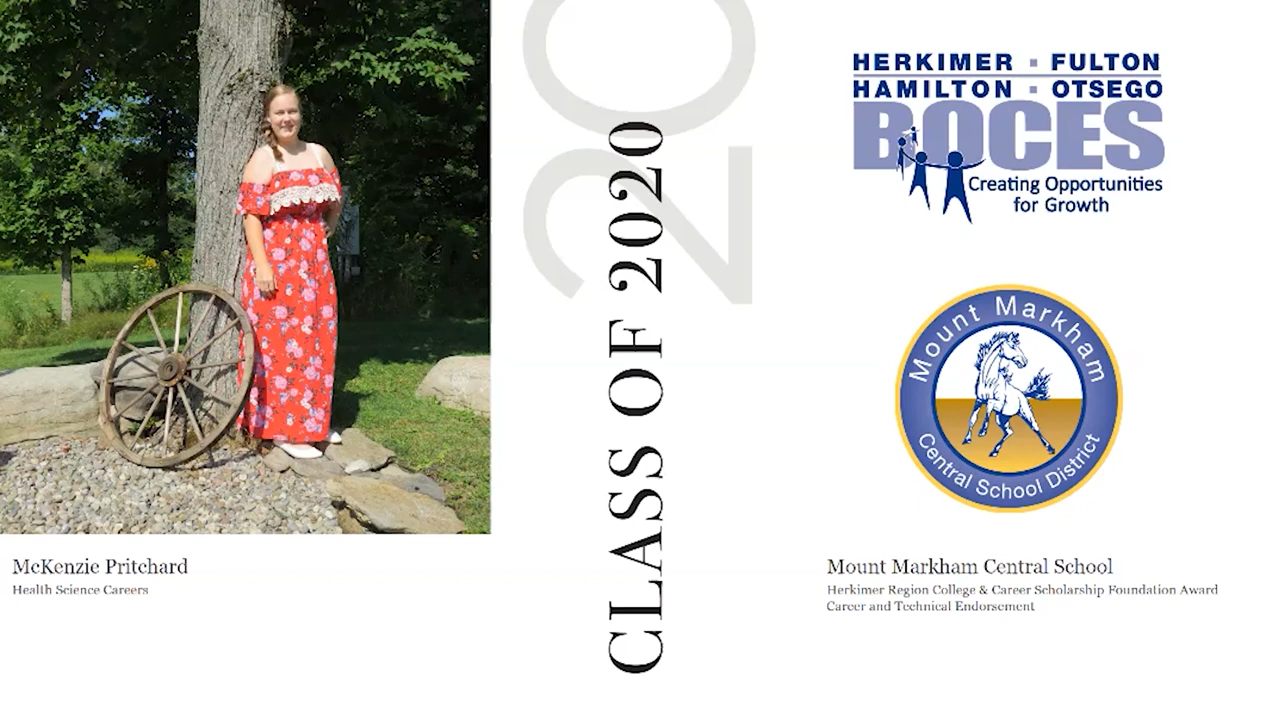 McKenzie Pritchard
Health Science Careers
20
CLASS OF 2020
HERKIMER ▪ FULTON
HAMILTON ▪ OTSEGO
BOCES
Creating Opportunities
for Growth
Mount Markham
Central School District
Mount Markham Central School
Herkimer Region College & Career Scholarship Foundation Award
Career and Technical Endorsement